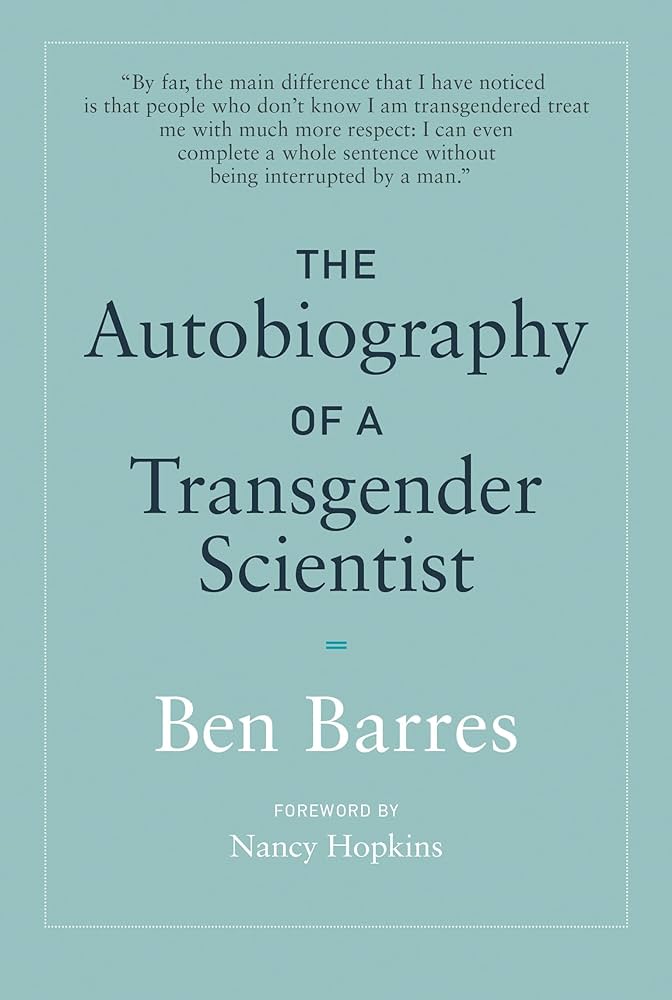 “By far, the main difference that I have noticed
is that people who don’t know I am transgendered treat
me with much more respect: I can even
complete a whole sentence without
being interrupted by a man.”
THE
Autobiography
OF A
Transgender
Scientist
Ben Barres
FOREWORD BY
Nancy Hopkins